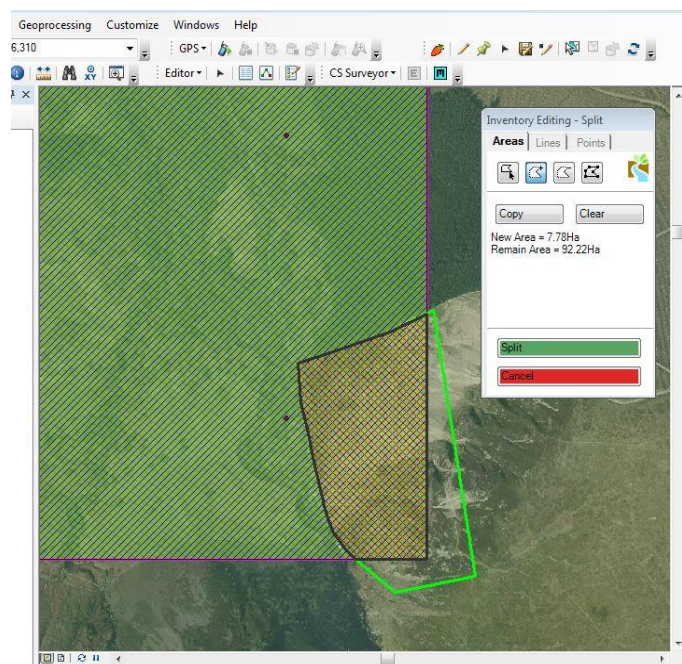 Geoprocessing Customize Windows Help
6,310
GPS
XY
Editor
CS Surveyor
Inventory Editing - Split
Areas Lines Points
Copy Clear
New Area = 7.78Ha
Remain Area = 92.22Ha
Split
Cancel